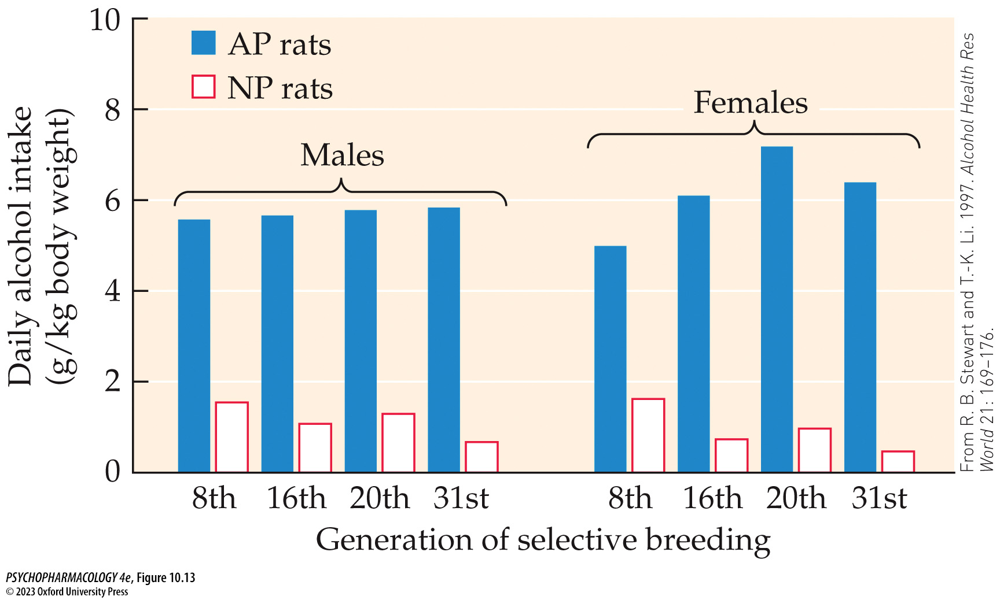 10
8
6
4
2
0
Daily alcohol intake
(g/kg body weight)
AP rats
NP rats
Males
Females
8th 16th 20th 31st 8th 16th 20th 31st
Generation of selective breeding
From R. B. Stewart and T.-K. Li. 1997. Alcohol Health Res
World 21: 169–176.
PSYCHOPHARMACOLOGY 4e, Figure 10.13
© 2023 Oxford University Press